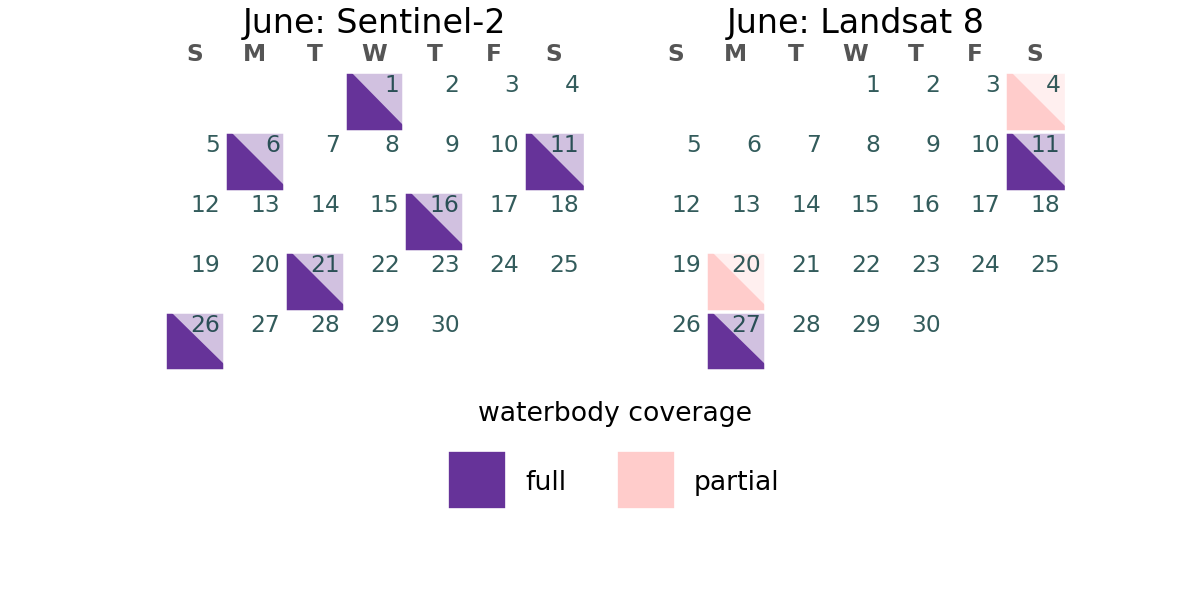 June: Sentinel-2
S M T W T F S
1 2 3 4
5 6 7 8 9 10 11
12 13 14 15 16 17 18
19 20 21 22 23 24 25
26 27 28 29 30
June: Landsat 8
S M T W T F S
1 2 3 4
5 6 7 8 9 10 11
12 13 14 15 16 17 18
19 20 21 22 23 24 25
26 27 28 29 30
waterbody coverage
full partial